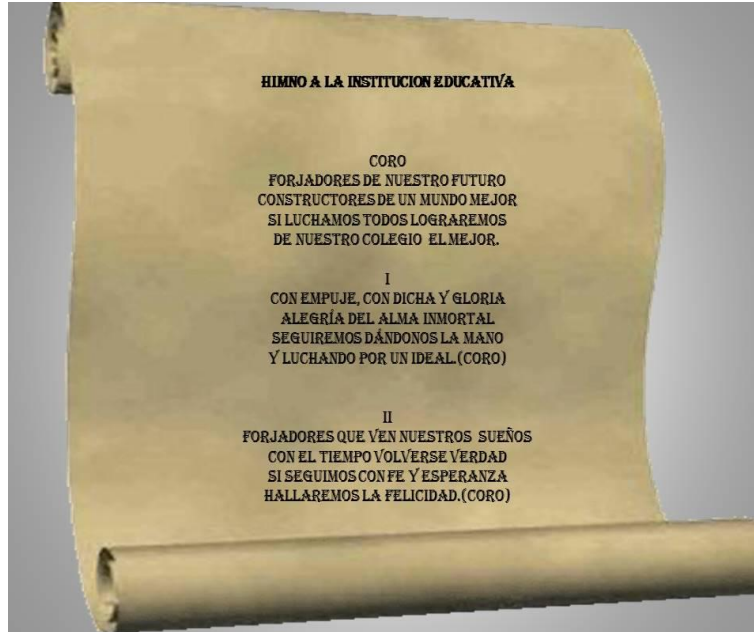 HIMNO A LA INSTITUCION EDUCATIVA
CORO
FORJADORES DE NUESTRO FUTURO
CONSTRUCTORES DE UN MUNDO MEJOR
SI LUCHAMOS TODOS LOGRAREMOS
DE NUESTRO COLEGIO EL MEJOR.
I
CON EMPUJE, CON DICHA Y GLORIA
ALEGRÍA DEL ALMA INMORTAL
SEGUIREMOS DÁNDONOS LA MANO
Y LUCHANDO POR UN IDEAL.(CORO)
II
FORJADORES QUE VEN NUESTROS SUEÑOS
CON EL TIEMPO VOLVERSE VERDAD
SI SEGUIMOS CON FE Y ESPERANZA
HALLAREMOS LA FELICIDAD.(CORO)